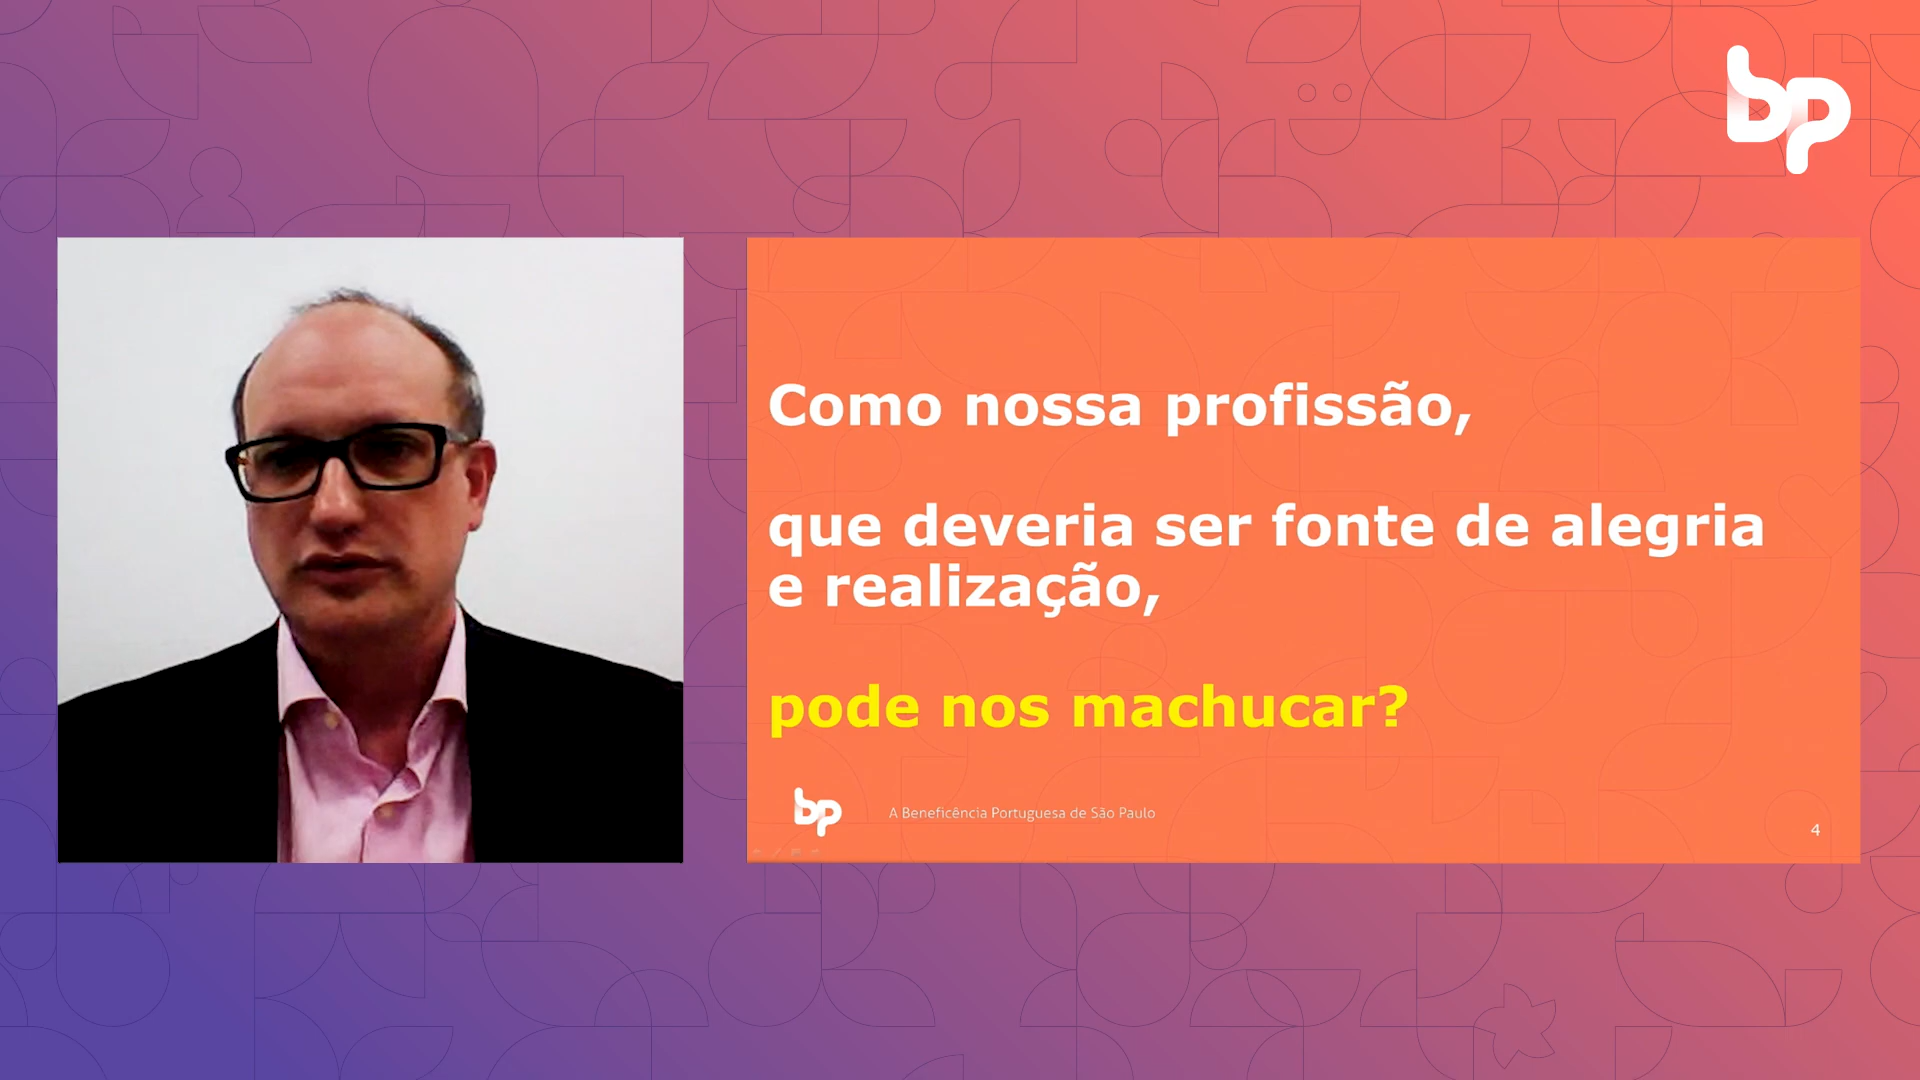 bp
Como nossa profissão,
que deveria ser fonte de alegria
e realização,
pode nos machucar?
bp
A Beneficência Portuguesa de São Paulo
4